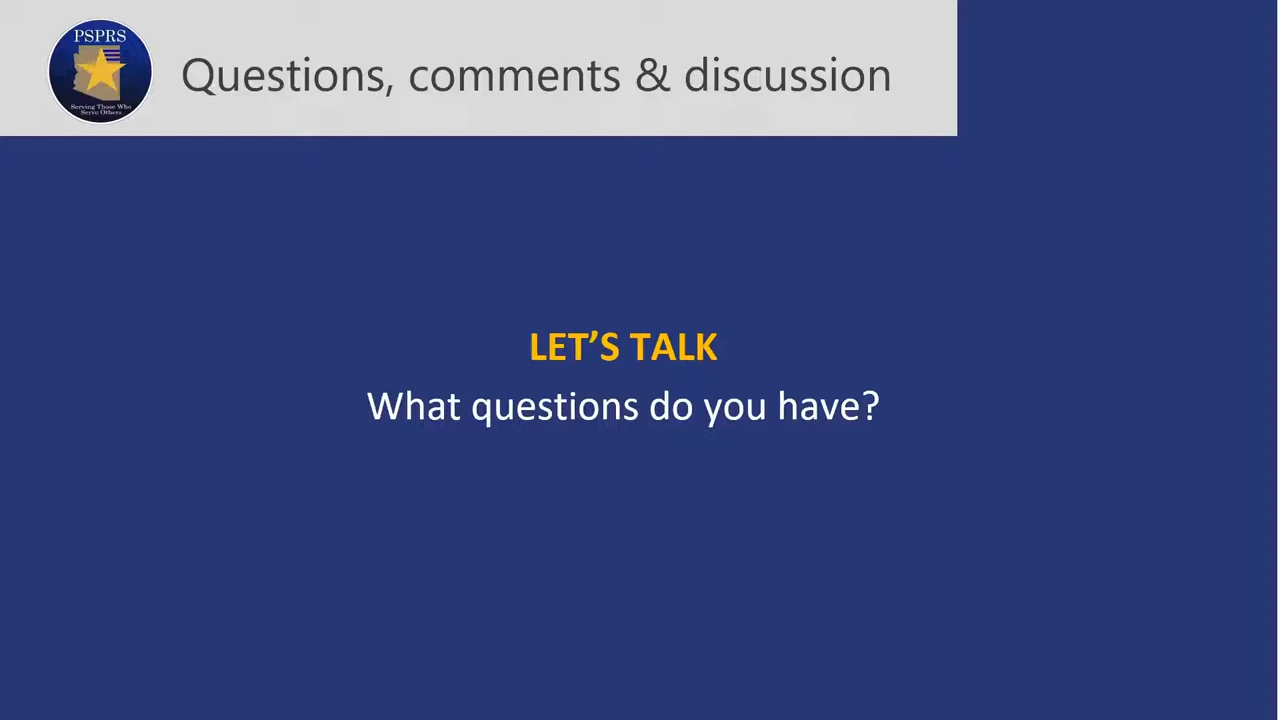 PSPRS
Serving Those Who
Serve Others
Questions, comments & discussion
LET’S TALK
What questions do you have?